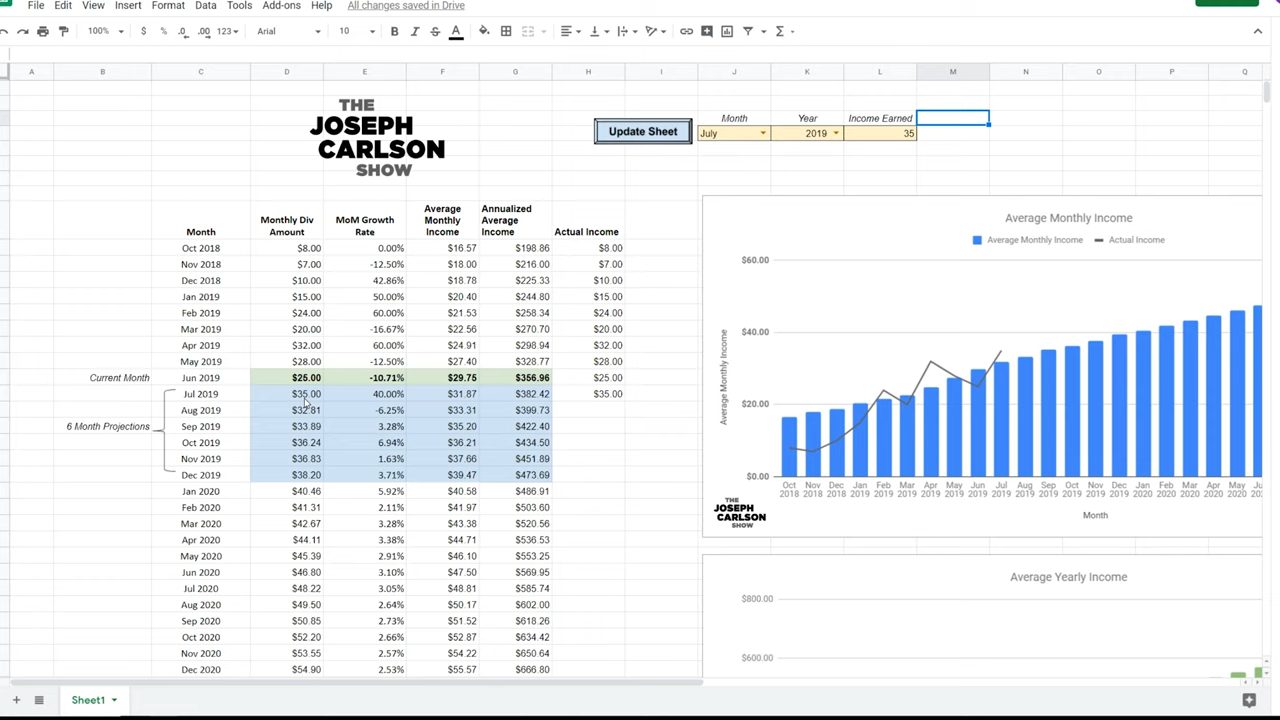 File Edit View Insert Format Data Tools Add-ons Help All changes saved in Drive
100% $ % .0 .00 123 Arial 10 B I S A
A B C D E F G H I J K L M N O P Q
THE
JOSEPH
CARLSON
SHOW
Update Sheet
Month Year Income Earned
July 2019 35
Month Monthly Div Amount MoM Growth Rate Average Monthly Income Annualized Average Income Actual Income
Oct 2018 $8.00 0.00% $16.57 $198.86 $8.00
Nov 2018 $7.00 -12.50% $18.00 $216.00 $7.00
Dec 2018 $10.00 42.86% $18.78 $225.33 $10.00
Jan 2019 $15.00 50.00% $20.40 $244.80 $15.00
Feb 2019 $24.00 60.00% $21.53 $258.34 $24.00
Mar 2019 $20.00 -16.67% $22.56 $270.70 $20.00
Apr 2019 $32.00 60.00% $24.91 $298.94 $32.00
May 2019 $28.00 -12.50% $27.40 $328.77 $28.00
Current Month Jun 2019 $25.00 -10.71% $29.75 $356.96 $25.00
Jul 2019 $35.00 40.00% $31.87 $382.42 $35.00
Aug 2019 $32.81 -6.25% $33.31 $399.73
6 Month Projections Sep 2019 $33.89 3.28% $35.20 $422.40
Oct 2019 $36.24 6.94% $36.21 $434.50
Nov 2019 $36.83 1.63% $37.66 $451.89
Dec 2019 $38.20 3.71% $39.47 $473.69
Jan 2020 $40.46 5.92% $40.58 $486.91
Feb 2020 $41.31 2.11% $41.97 $503.60
Mar 2020 $42.67 3.28% $43.38 $520.56
Apr 2020 $44.11 3.38% $44.71 $536.53
May 2020 $45.39 2.91% $46.10 $553.25
Jun 2020 $46.80 3.10% $47.50 $569.95
Jul 2020 $48.22 3.05% $48.81 $585.74
Aug 2020 $49.50 2.64% $50.17 $602.00
Sep 2020 $50.85 2.73% $51.52 $618.26
Oct 2020 $52.20 2.66% $52.87 $634.42
Nov 2020 $53.55 2.57% $54.22 $650.64
Dec 2020 $54.90 2.53% $55.57 $666.80
Average Monthly Income
Average Monthly Income Actual Income
$60.00
$40.00
$20.00
$0.00
Average Monthly Income
Oct Nov Dec Jan Feb Mar Apr May Jun Jul Aug Sep Oct Nov Dec Jan Feb Mar Apr May Ju
2018 2018 2018 2019 2019 2019 2019 2019 2019 2019 2019 2019 2019 2019 2019 2020 2020 2020 2020 2020
Month
THE
JOSEPH
CARLSON
SHOW
Average Yearly Income
$800.00
$600.00
Sheet1